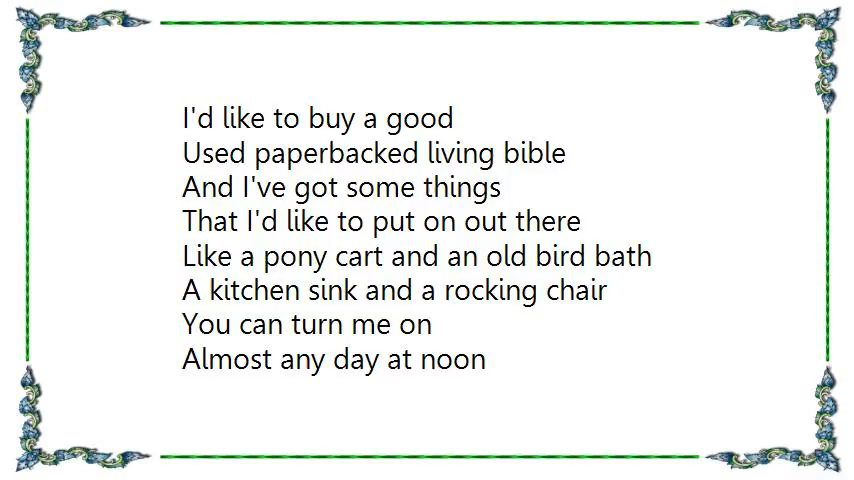 I'd like to buy a good
Used paperbacked living bible
And I've got some things
That I'd like to put on out there
Like a pony cart and an old bird bath
A kitchen sink and a rocking chair
You can turn me on
Almost any day at noon